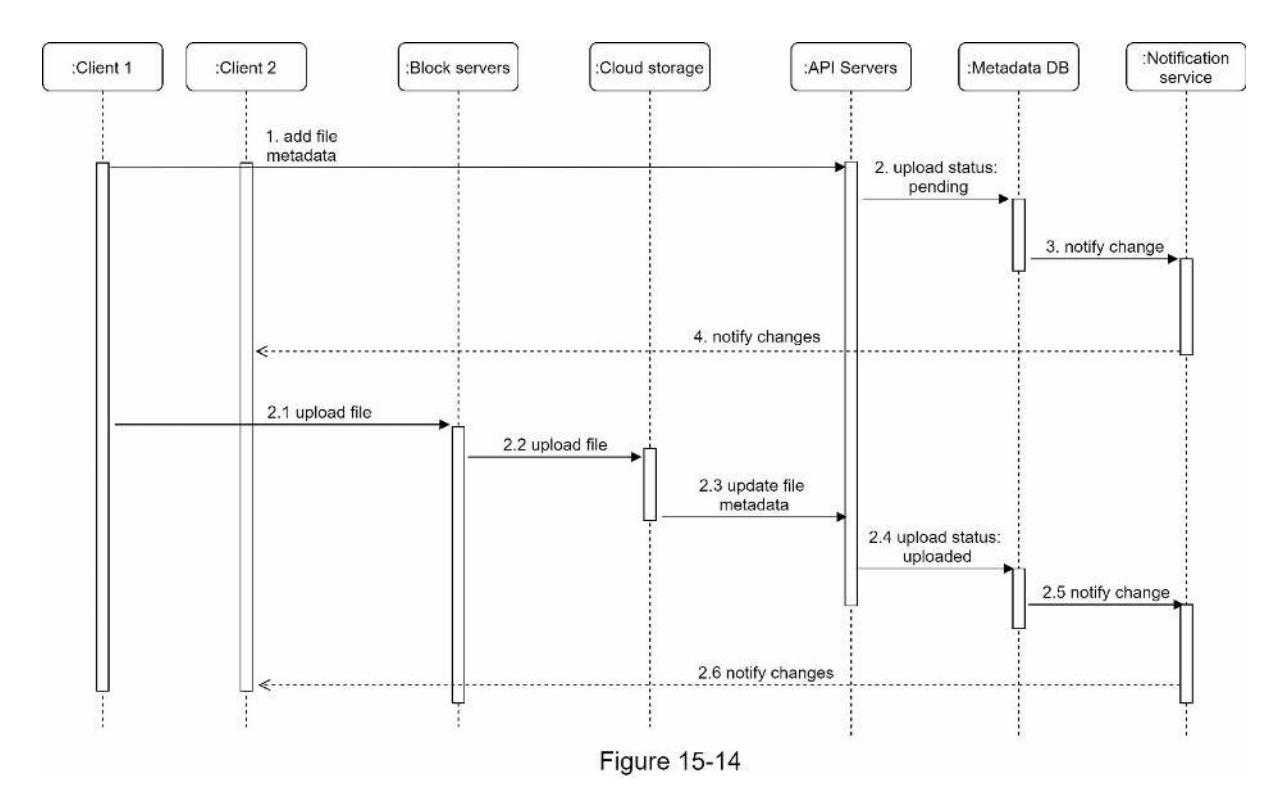 :Client 1
:Client 2
:Block servers
:Cloud storage
:API Servers
:Metadata DB
:Notification
service
1. add file
metadata
2. upload status:
pending
3. notify change
4. notify changes
2.1 upload file
2.2 upload file
2.3 update file
metadata
2.4 upload status:
uploaded
2.5 notify change
2.6 notify changes
Figure 15-14